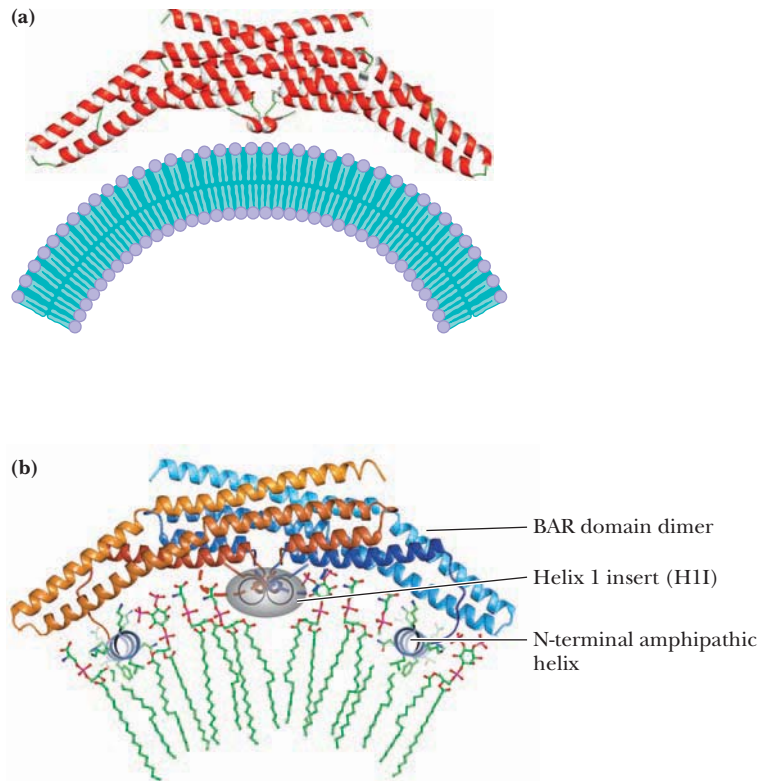 (a)
(b)
BAR domain dimer
Helix 1 insert (H1I)
N-terminal amphipathic
helix